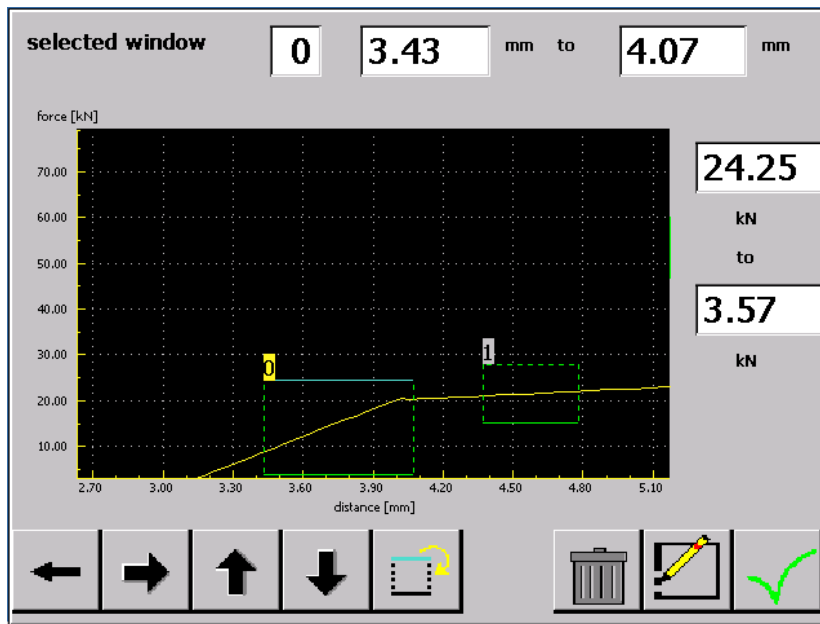 selected window 0 3.43 mm to 4.07 mm
force [kN]
70.00
60.00
50.00
40.00
30.00
20.00
10.00
0
1
2.70 3.00 3.30 3.60 3.90 4.20 4.50 4.80 5.10
distance [mm]
24.25
kN
to
3.57
kN